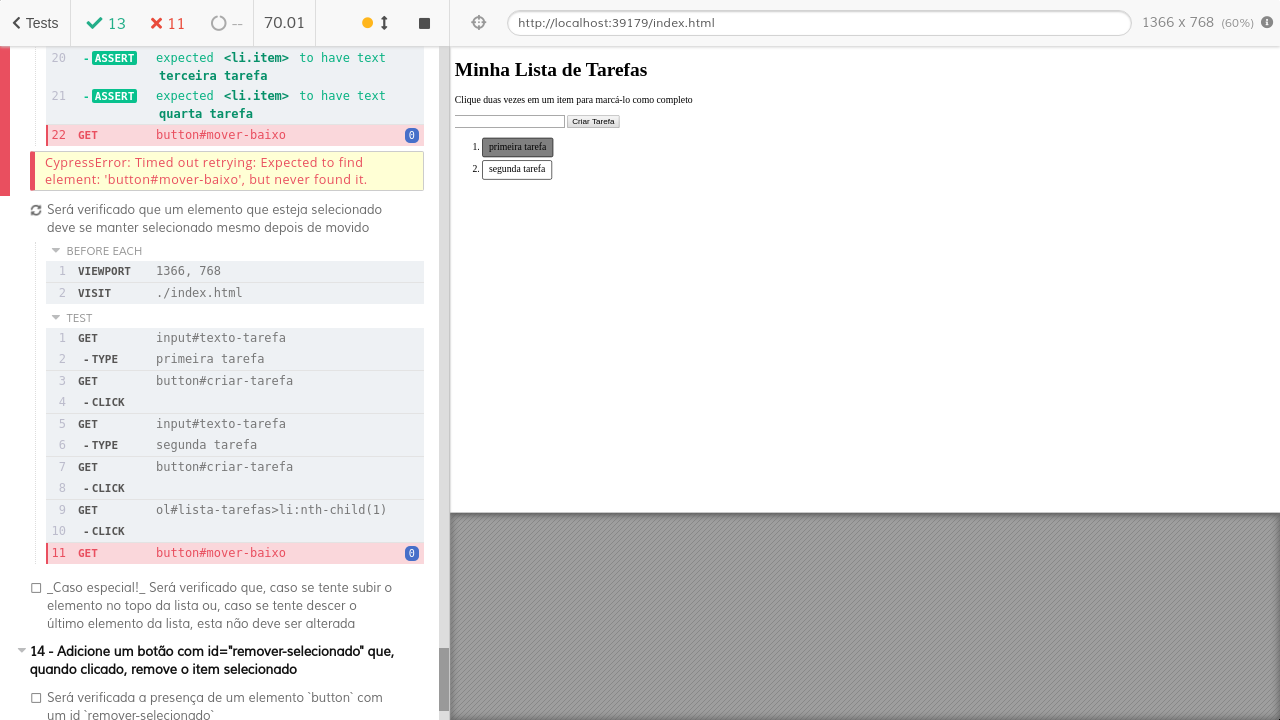 Tests
13
11
--
70.01
http://localhost:39179/index.html
1366 x 768 (60%)
20 -ASSERT expected <li.item> to have text
terceira tarefa
21 -ASSERT expected <li.item> to have text
quarta tarefa
22 GET button#mover-baixo 0
CypressError: Timed out retrying: Expected to find
element: 'button#mover-baixo', but never found it.
Será verificado que um elemento que esteja selecionado
deve se manter selecionado mesmo depois de movido
BEFORE EACH
1 VIEWPORT 1366, 768
2 VISIT ./index.html
TEST
1 GET input#texto-tarefa
2 -TYPE primeira tarefa
3 GET button#criar-tarefa
4 -CLICK
5 GET input#texto-tarefa
6 -TYPE segunda tarefa
7 GET button#criar-tarefa
8 -CLICK
9 GET ol#lista-tarefas>li:nth-child(1)
10 -CLICK
11 GET button#mover-baixo 0
_Caso especial!_ Será verificado que, caso se tente subir o
elemento no topo da lista ou, caso se tente descer o
último elemento da lista, esta não deve ser alterada
14 - Adicione um botão com id="remover-selecionado" que,
quando clicado, remove o item selecionado
Será verificada a presença de um elemento `button` com
um id `remover-selecionado`
Minha Lista de Tarefas
Clique duas vezes em um item para marcá-lo como completo
Criar Tarefa
1. primeira tarefa
2. segunda tarefa